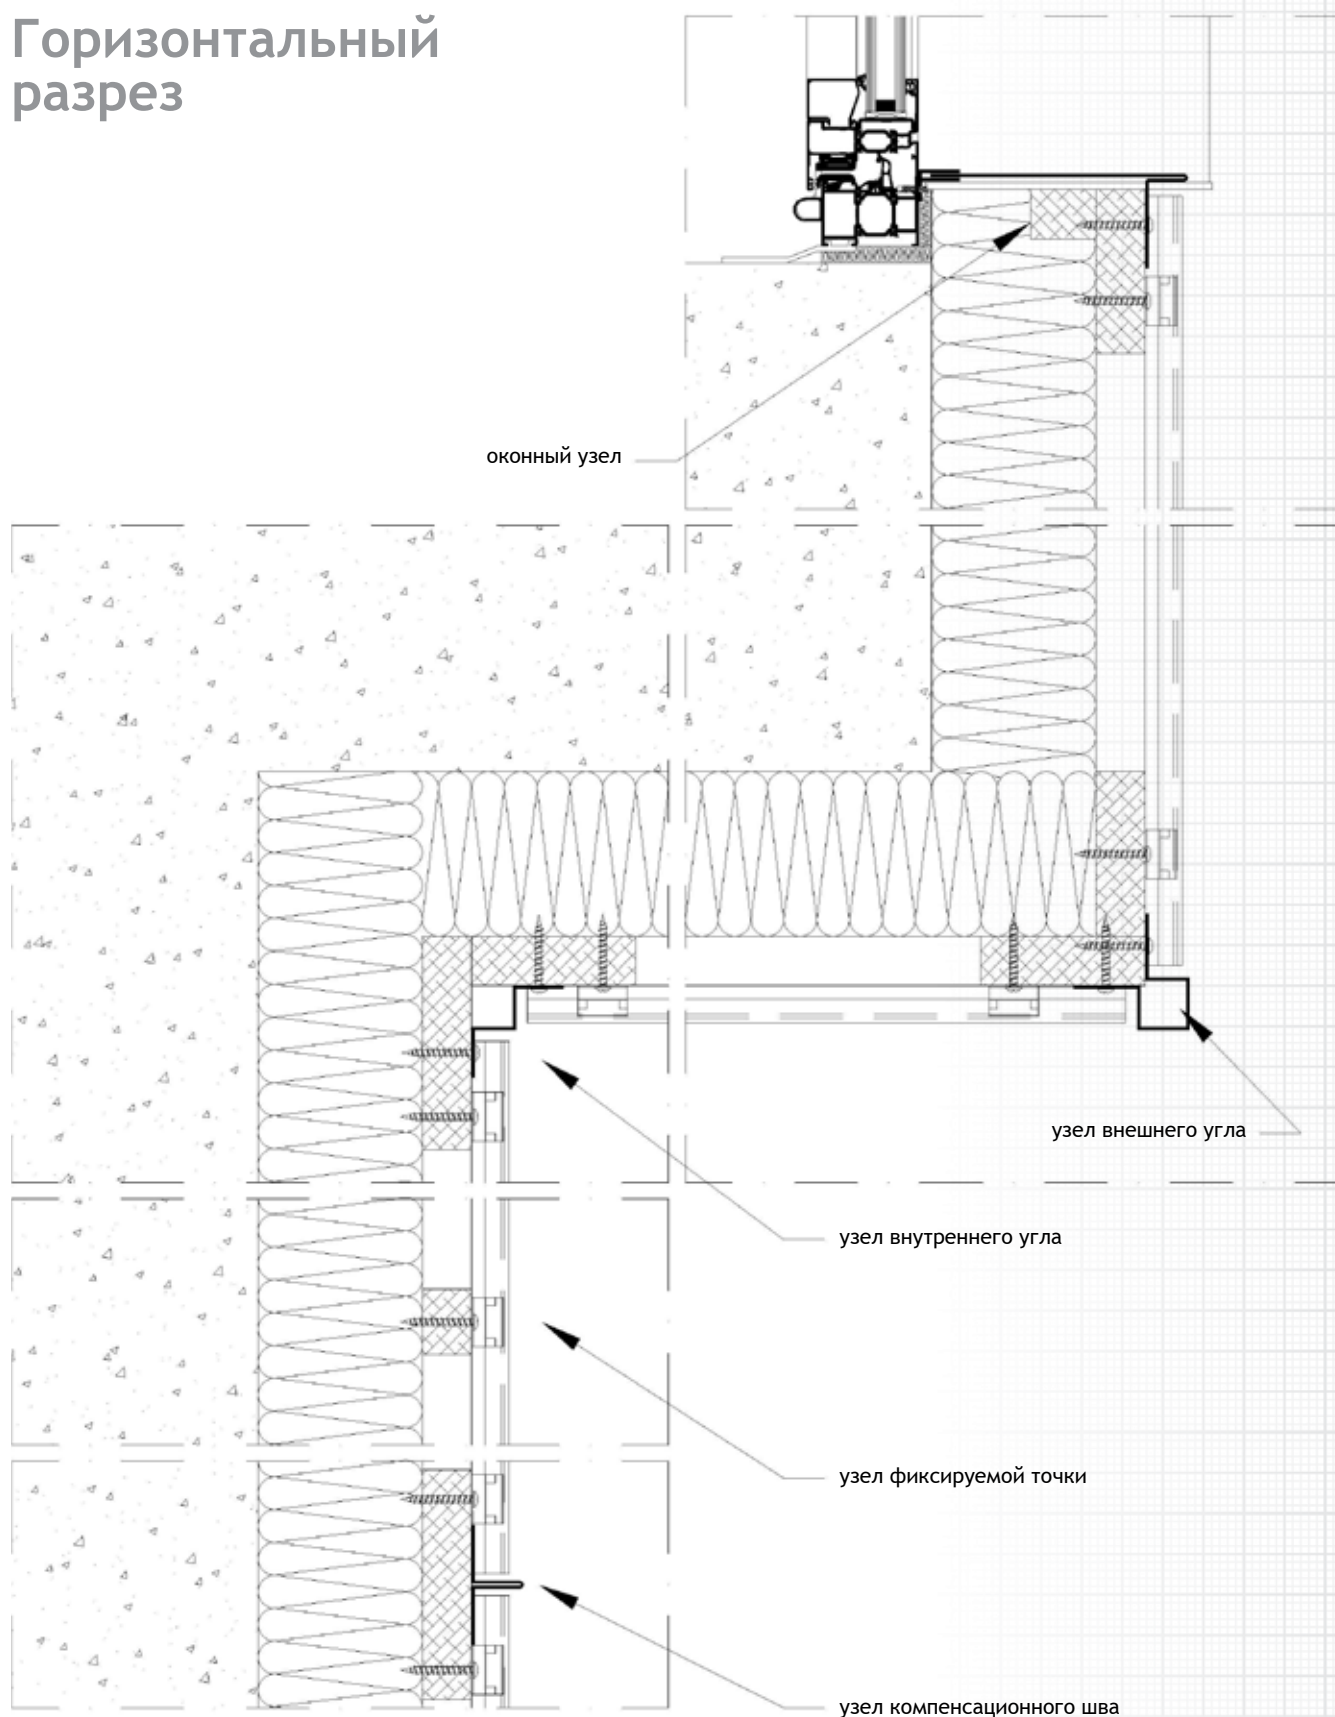 Горизонтальный
разрез
оконный узел
узел внешнего угла
узел внутреннего угла
узел фиксируемой точки
узел компенсационного шва